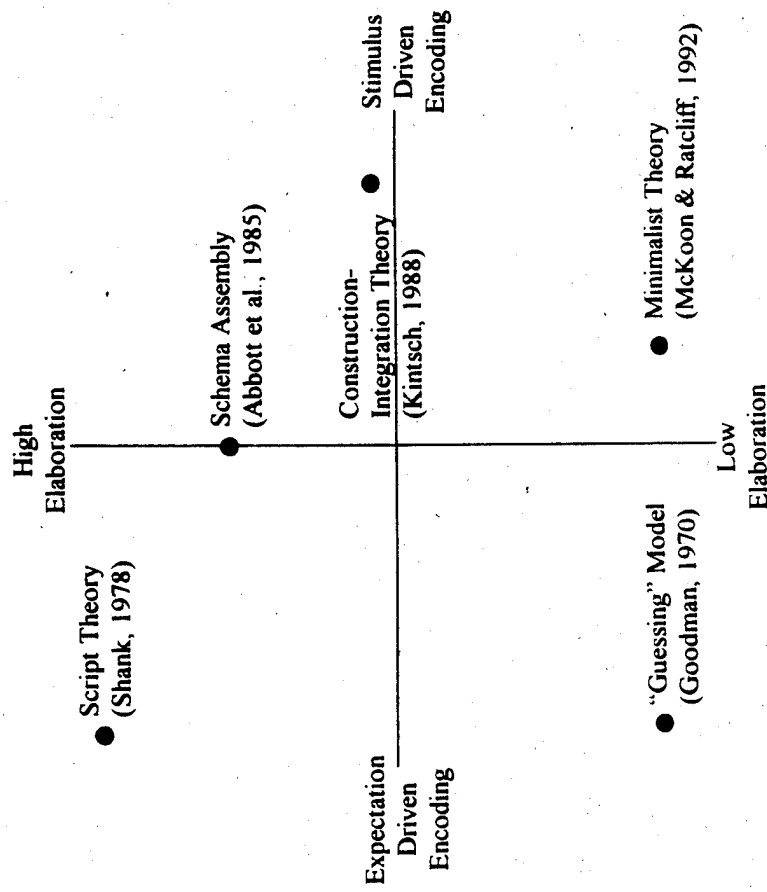 High
Elaboration
Script Theory
(Shank, 1978)
Schema Assembly
(Abbott et al., 1985)
Construction-
Integration Theory
(Kintsch, 1988)
Expectation
Driven
Encoding
Stimulus
Driven
Encoding
"Guessing" Model
(Goodman, 1970)
Minimalist Theory
(McKoon & Ratcliff, 1992)
Low
Elaboration